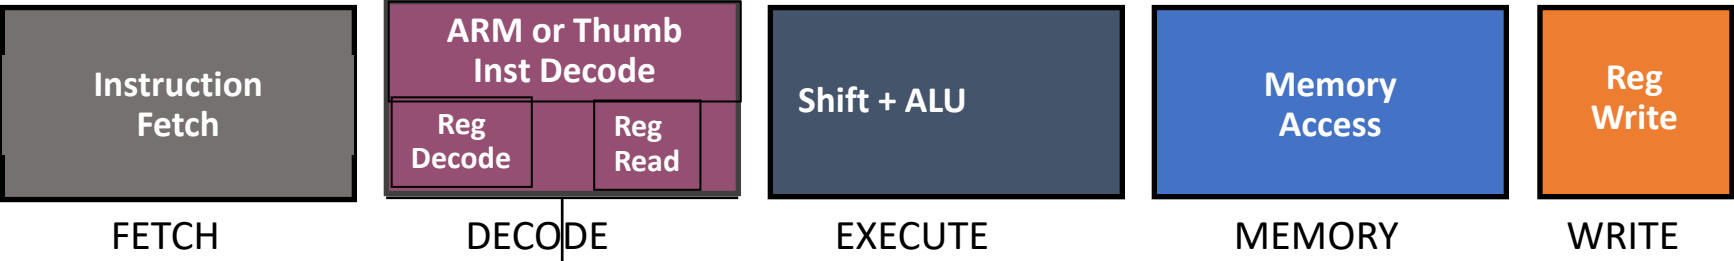 Instruction
Fetch
ARM or Thumb
Inst Decode
Reg
Decode
Reg
Read
Shift + ALU
Memory
Access
Reg
Write
FETCH
DECODE
EXECUTE
MEMORY
WRITE